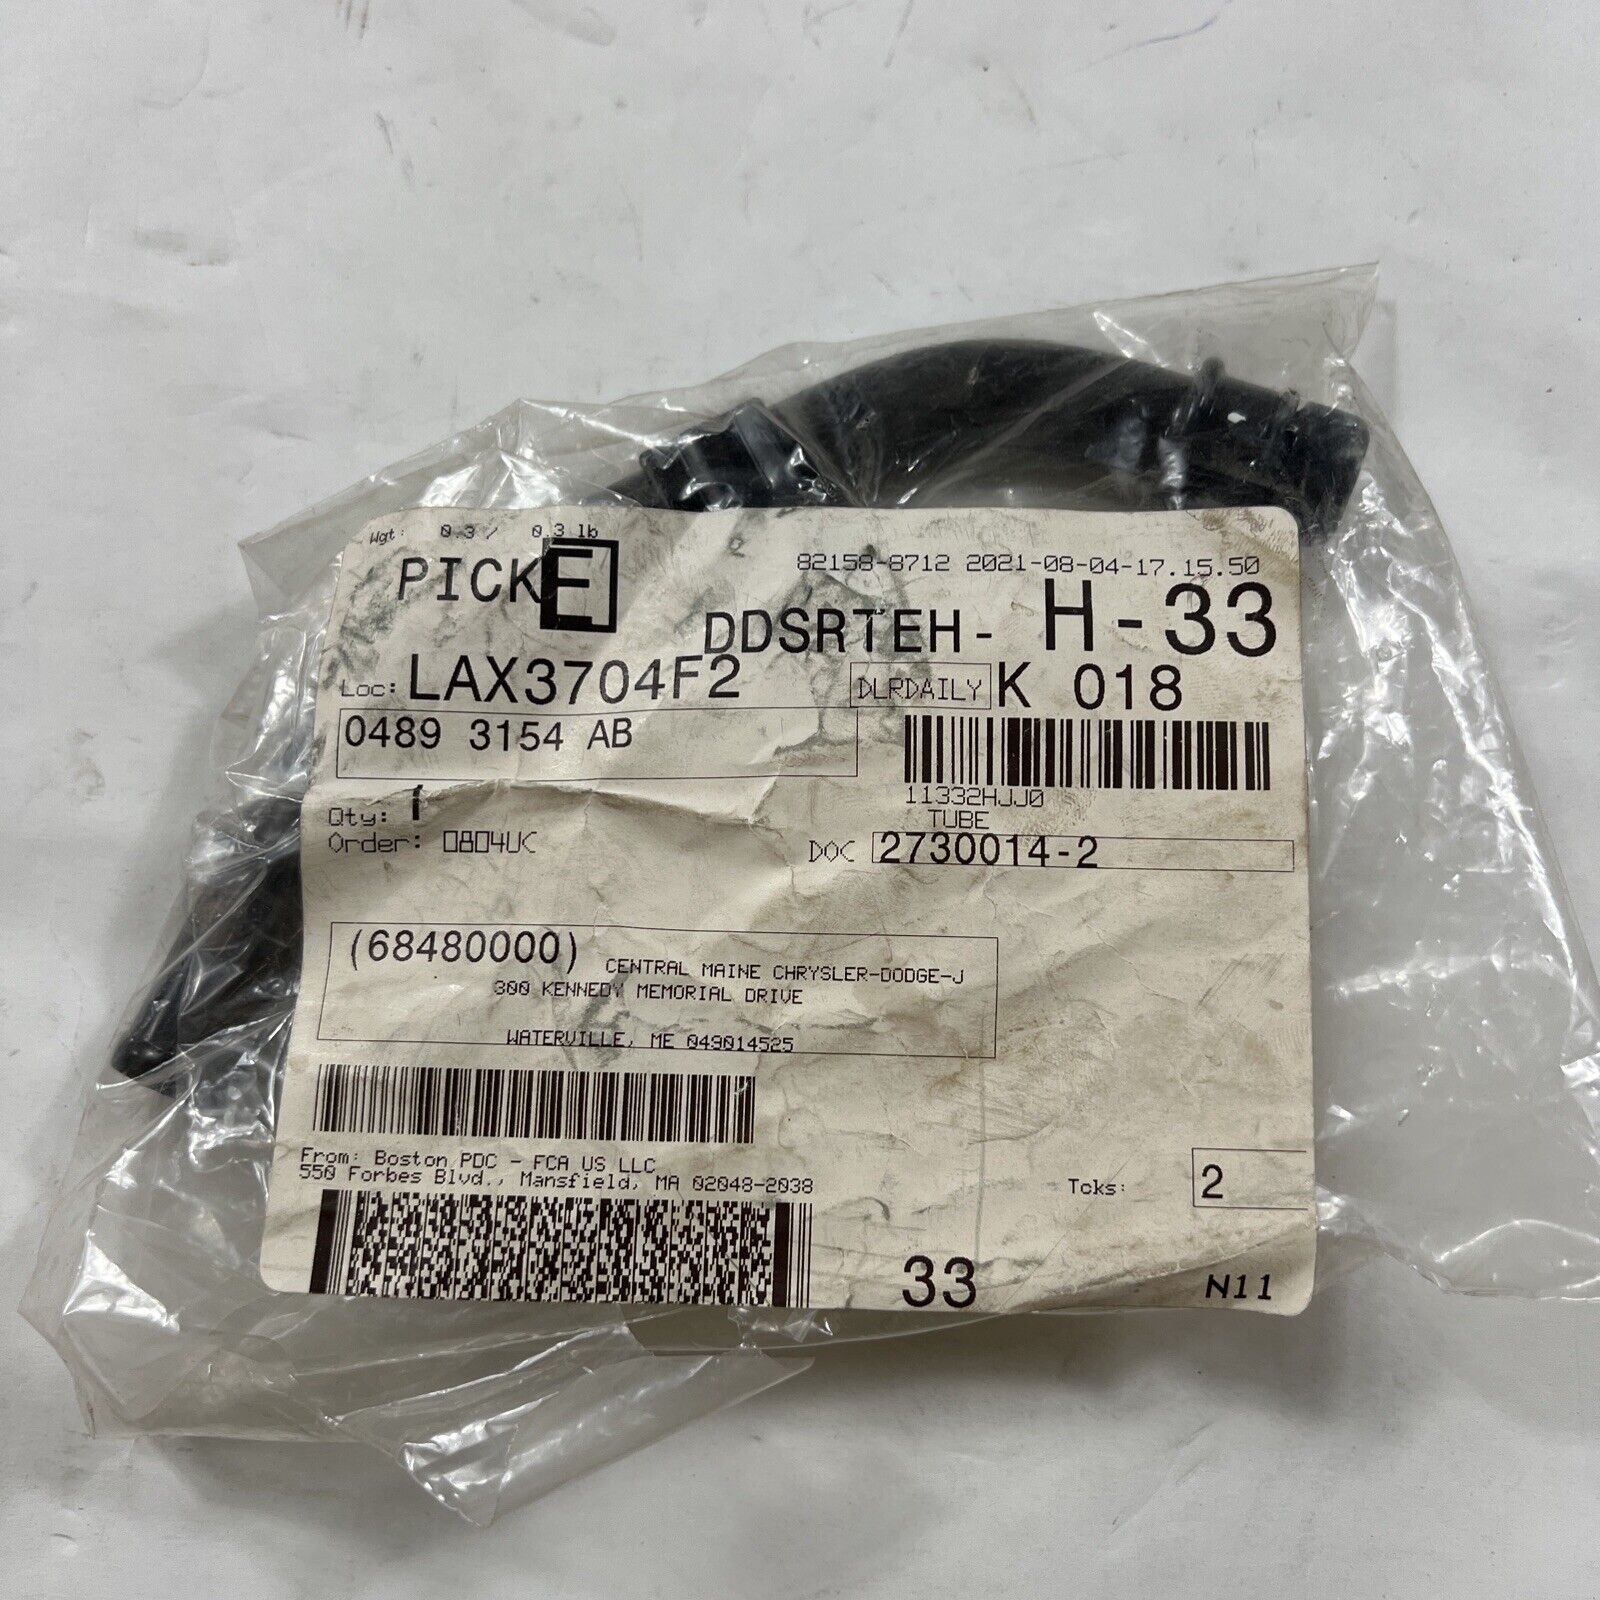 Wgt: 0.3 / 0.3 lb
82158-8712 2021-08-04-17.15.50
PICK E
DDSRTEH- H-33
Loc: LAX3704F2
DLRDAILY K 018
0489 3154 AB
11332HJJ0
Qty: 1
TUBE
Order: 0804UC
DOC 2730014-2
(68480000) CENTRAL MAINE CHRYSLER-DODGE-J
300 KENNEDY MEMORIAL DRIVE
WATERVILLE, ME 049014525
From: Boston PDC - FCA US LLC
550 Forbes Blvd., Mansfield, MA 02048-2038
Tcks: 2
33
N11